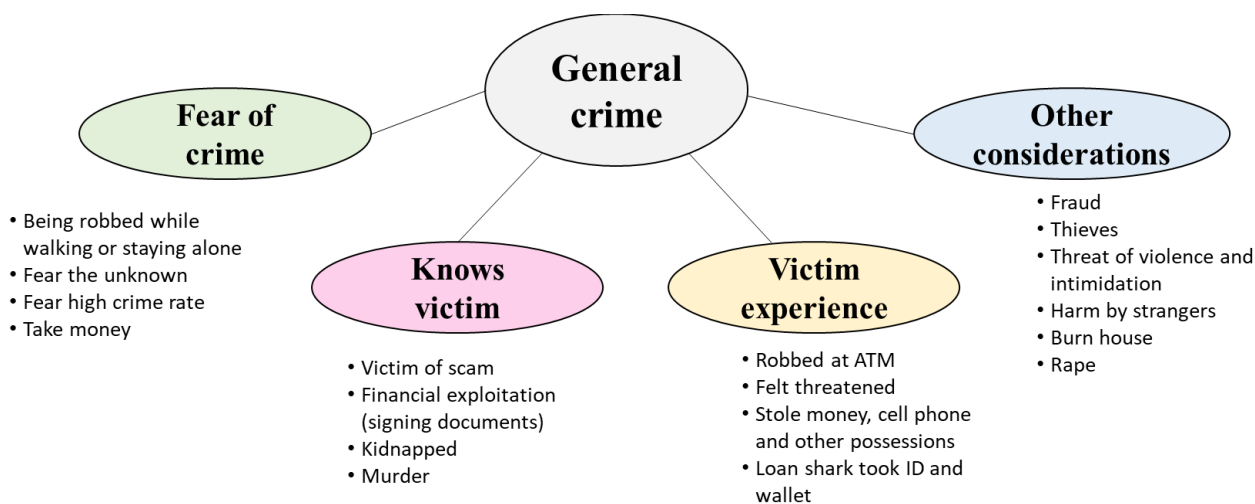 General
crime
Fear of
crime
• Being robbed while
walking or staying alone
• Fear the unknown
• Fear high crime rate
• Take money
Knows
victim
• Victim of scam
• Financial exploitation
(signing documents)
• Kidnapped
• Murder
Victim
experience
• Robbed at ATM
• Felt threatened
• Stole money, cell phone
and other possessions
• Loan shark took ID and
wallet
Other
considerations
• Fraud
• Thieves
• Threat of violence and
intimidation
• Harm by strangers
• Burn house
• Rape